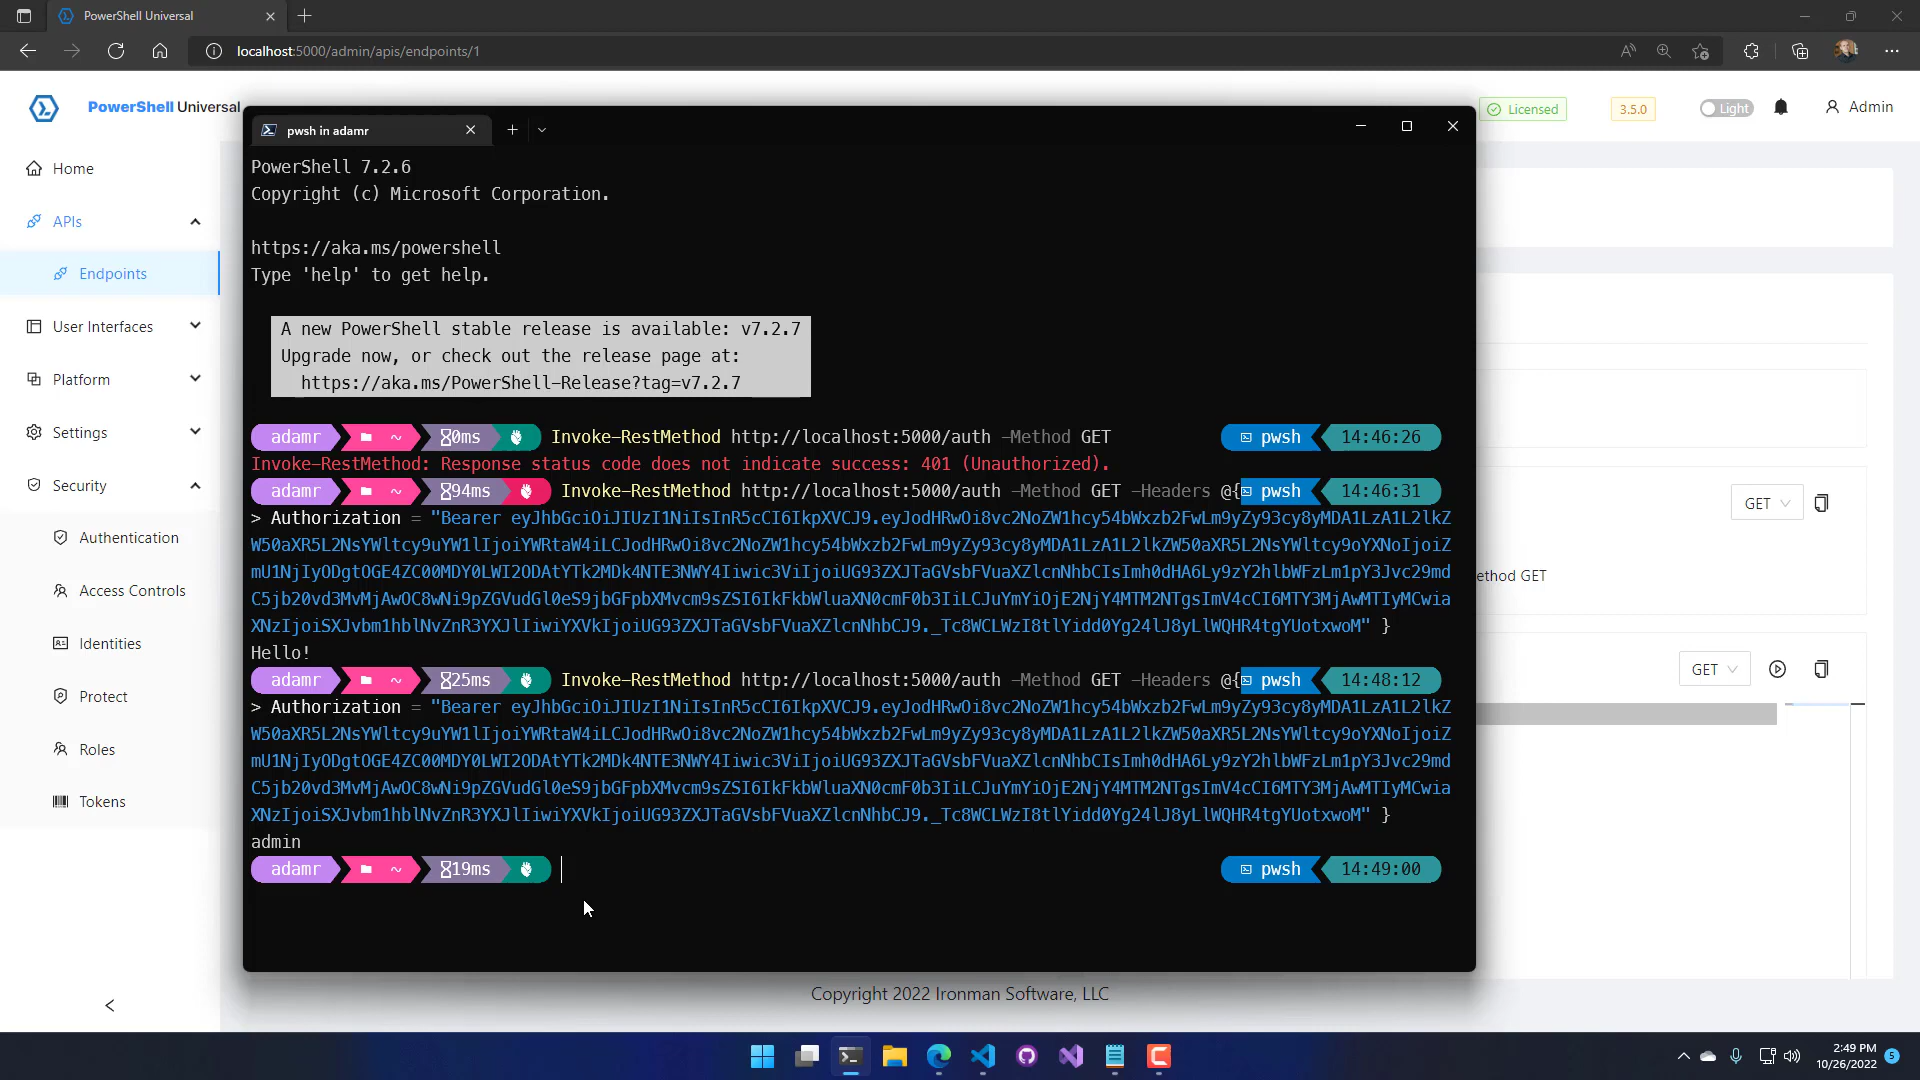 PowerShell Universal
localhost:5000/admin/apis/endpoints/1
PowerShell Universal
Licensed
3.5.0
Light
Admin
Home
APIs
Endpoints
User Interfaces
Platform
Settings
Security
Authentication
Access Controls
Identities
Protect
Roles
Tokens
pwsh in adamr
PowerShell 7.2.6
Copyright (c) Microsoft Corporation.
https://aka.ms/powershell
Type 'help' to get help.
A new PowerShell stable release is available: v7.2.7
Upgrade now, or check out the release page at:
https://aka.ms/PowerShell-Release?tag=v7.2.7
adamr ~ 0ms Invoke-RestMethod http://localhost:5000/auth -Method GET pwsh 14:46:26
Invoke-RestMethod: Response status code does not indicate success: 401 (Unauthorized).
adamr ~ 94ms Invoke-RestMethod http://localhost:5000/auth -Method GET -Headers @{ pwsh 14:46:31
> Authorization = "Bearer eyJhbGciOiJIUzI1NiIsInR5cCI6IkpXVCJ9.eyJodHRwOi8vc2NoZW1hcy54bWxzb2FwLm9yZy93cy8yMDA1LzA1L2lkZ
W50aXR5L2NsYWltcy9uYW1lIjoiYWRtaW4iLCJodHRwOi8vc2NoZW1hcy54bWxzb2FwLm9yZy93cy8yMDA1LzA1L2lkZW50aXR5L2NsYWltcy9oYXNoIjoiZ
mU1NjIyODgtOGE4ZC00MDY0LWI2ODAtYTk2MDk4NTE3NWY4Iiwic3ViIjoiUG93ZXJTaGVsbFVuaXZlcnNhbCIsImh0dHA6Ly9zY2hlbWFzLm1pY3Jvc29md
C5jb20vd3MvMjAwOC8wNi9pZGVudGl0eS9jbGFpbXMvcm9sZSI6IkFkbWluaXN0cmF0b3IiLCJuYmYiOjE2NjY4MTM2NTgsImV4cCI6MTY3MjAwMTIyMCwia
XNzIjoiSXJvbm1hblNvZnR3YXJlIiwiYXVkIjoiUG93ZXJTaGVsbFVuaXZlcnNhbCJ9._Tc8WCLWzI8tlYidd0Yg24lJ8yLlWQHR4tgYUotxwoM" }
Hello!
adamr ~ 25ms Invoke-RestMethod http://localhost:5000/auth -Method GET -Headers @{ pwsh 14:48:12
> Authorization = "Bearer eyJhbGciOiJIUzI1NiIsInR5cCI6IkpXVCJ9.eyJodHRwOi8vc2NoZW1hcy54bWxzb2FwLm9yZy93cy8yMDA1LzA1L2lkZ
W50aXR5L2NsYWltcy9uYW1lIjoiYWRtaW4iLCJodHRwOi8vc2NoZW1hcy54bWxzb2FwLm9yZy93cy8yMDA1LzA1L2lkZW50aXR5L2NsYWltcy9oYXNoIjoiZ
mU1NjIyODgtOGE4ZC00MDY0LWI2ODAtYTk2MDk4NTE3NWY4Iiwic3ViIjoiUG93ZXJTaGVsbFVuaXZlcnNhbCIsImh0dHA6Ly9zY2hlbWFzLm1pY3Jvc29md
C5jb20vd3MvMjAwOC8wNi9pZGVudGl0eS9jbGFpbXMvcm9sZSI6IkFkbWluaXN0cmF0b3IiLCJuYmYiOjE2NjY4MTM2NTgsImV4cCI6MTY3MjAwMTIyMCwia
XNzIjoiSXJvbm1hblNvZnR3YXJlIiwiYXVkIjoiUG93ZXJTaGVsbFVuaXZlcnNhbCJ9._Tc8WCLWzI8tlYidd0Yg24lJ8yLlWQHR4tgYUotxwoM" }
admin
adamr ~ 19ms pwsh 14:49:00
GET
ethod GET
GET
Copyright 2022 Ironman Software, LLC
2:49 PM
10/26/2022
5